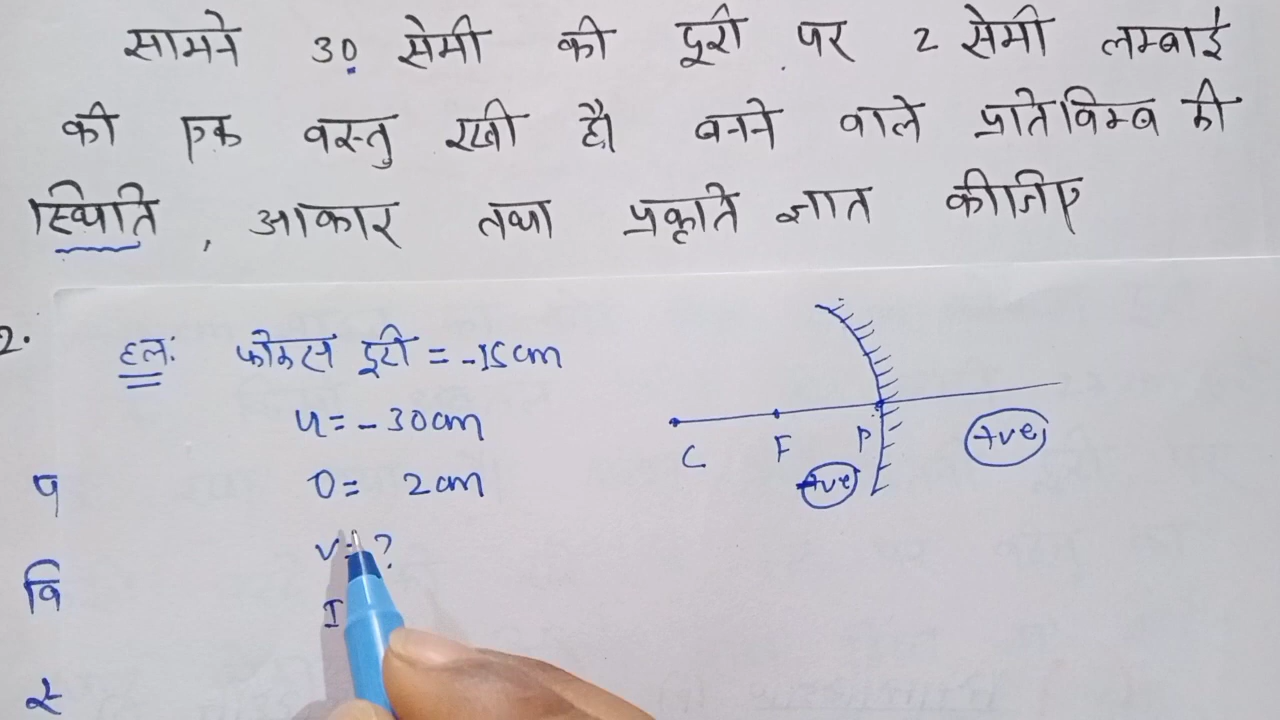 सामने 30 सेमी की दूरी पर 2 सेमी लम्बाई
की एक वस्तु रखी है। बनने वाले प्रतिविम्ब की
स्थिति, आकार तथा प्रकृति ज्ञात कीजिए
2.
हल: फोकस दूरी = -15cm
u = - 30cm
O = 2cm
v = ?
I
C F P
-ve
+ve
प
वि